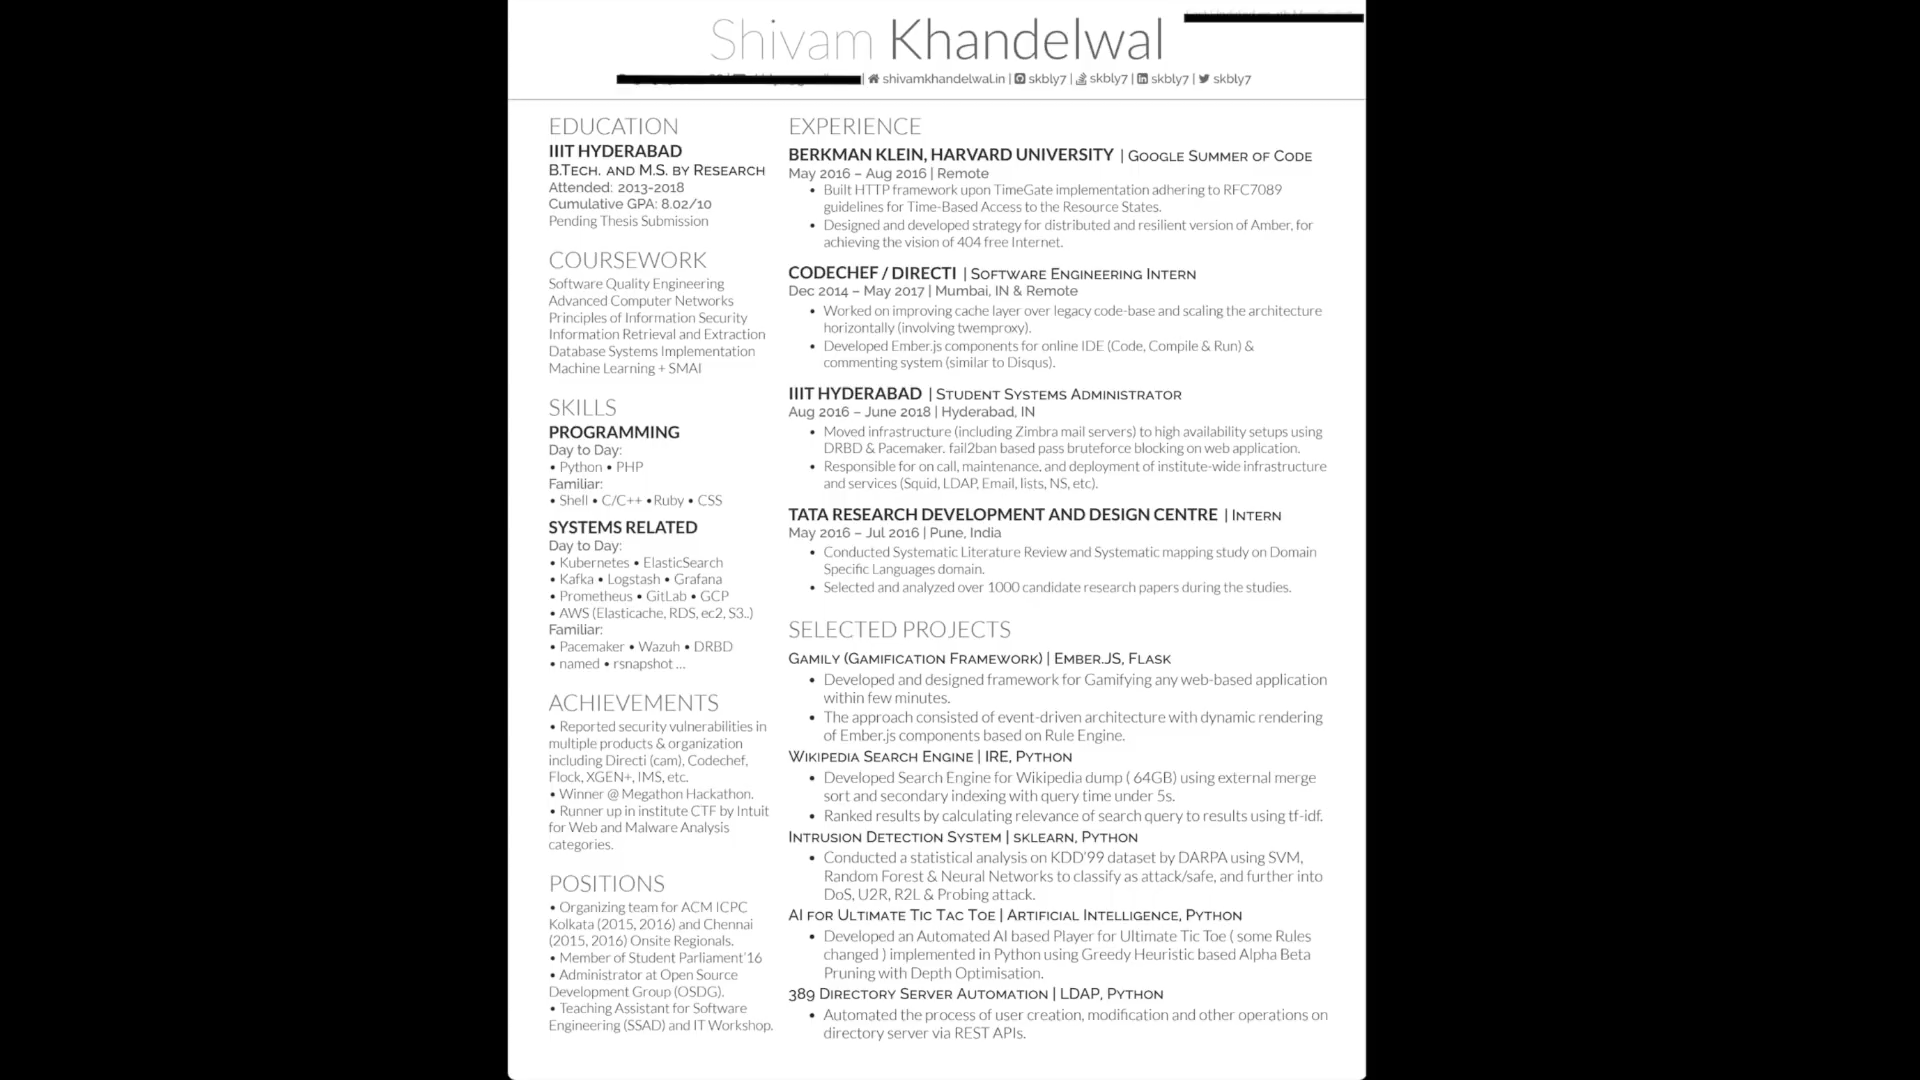 Shivam Khandelwal
| shivamkhandelwal.in | skbly7 | skbly7 | skbly7 | skbly7
EDUCATION
IIIT HYDERABAD
B.Tech. and M.S. by Research
Attended: 2013-2018
Cumulative GPA: 8.02/10
Pending Thesis Submission
COURSEWORK
Software Quality Engineering
Advanced Computer Networks
Principles of Information Security
Information Retrieval and Extraction
Database Systems Implementation
Machine Learning + SMAI
SKILLS
PROGRAMMING
Day to Day:
• Python • PHP
Familiar:
• Shell • C/C++ •Ruby • CSS
SYSTEMS RELATED
Day to Day:
• Kubernetes • ElasticSearch
• Kafka • Logstash • Grafana
• Prometheus • GitLab • GCP
• AWS (Elasticache, RDS, ec2, S3..)
Familiar:
• Pacemaker • Wazuh • DRBD
• named • rsnapshot ...
ACHIEVEMENTS
• Reported security vulnerabilities in
multiple products & organization
including Directi (cam), Codechef,
Flock, XGEN+, IMS, etc.
• Winner @ Megathon Hackathon.
• Runner up in institute CTF by Intuit
for Web and Malware Analysis
categories.
POSITIONS
• Organizing team for ACM ICPC
Kolkata (2015, 2016) and Chennai
(2015, 2016) Onsite Regionals.
• Member of Student Parliament'16
• Administrator at Open Source
Development Group (OSDG).
• Teaching Assistant for Software
Engineering (SSAD) and IT Workshop.
EXPERIENCE
BERKMAN KLEIN, HARVARD UNIVERSITY | Google Summer of Code
May 2016 – Aug 2016 | Remote
• Built HTTP framework upon TimeGate implementation adhering to RFC7089
guidelines for Time-Based Access to the Resource States.
• Designed and developed strategy for distributed and resilient version of Amber, for
achieving the vision of 404 free Internet.
CODECHEF / DIRECTI | Software Engineering Intern
Dec 2014 – May 2017 | Mumbai, IN & Remote
• Worked on improving cache layer over legacy code-base and scaling the architecture
horizontally (involving twemproxy).
• Developed Ember.js components for online IDE (Code, Compile & Run) &
commenting system (similar to Disqus).
IIIT HYDERABAD | Student Systems Administrator
Aug 2016 – June 2018 | Hyderabad, IN
• Moved infrastructure (including Zimbra mail servers) to high availability setups using
DRBD & Pacemaker. fail2ban based pass bruteforce blocking on web application.
• Responsible for on call, maintenance, and deployment of institute-wide infrastructure
and services (Squid, LDAP, Email, lists, NS, etc).
TATA RESEARCH DEVELOPMENT AND DESIGN CENTRE | Intern
May 2016 – Jul 2016 | Pune, India
• Conducted Systematic Literature Review and Systematic mapping study on Domain
Specific Languages domain.
• Selected and analyzed over 1000 candidate research papers during the studies.
SELECTED PROJECTS
Gamily (Gamification Framework) | Ember.JS, Flask
• Developed and designed framework for Gamifying any web-based application
within few minutes.
• The approach consisted of event-driven architecture with dynamic rendering
of Ember.js components based on Rule Engine.
Wikipedia Search Engine | IRE, Python
• Developed Search Engine for Wikipedia dump ( 64GB) using external merge
sort and secondary indexing with query time under 5s.
• Ranked results by calculating relevance of search query to results using tf-idf.
Intrusion Detection System | sklearn, Python
• Conducted a statistical analysis on KDD'99 dataset by DARPA using SVM,
Random Forest & Neural Networks to classify as attack/safe, and further into
DoS, U2R, R2L & Probing attack.
AI for Ultimate Tic Tac Toe | Artificial Intelligence, Python
• Developed an Automated AI based Player for Ultimate Tic Toe ( some Rules
changed ) implemented in Python using Greedy Heuristic based Alpha Beta
Pruning with Depth Optimisation.
389 Directory Server Automation | LDAP, Python
• Automated the process of user creation, modification and other operations on
directory server via REST APIs.